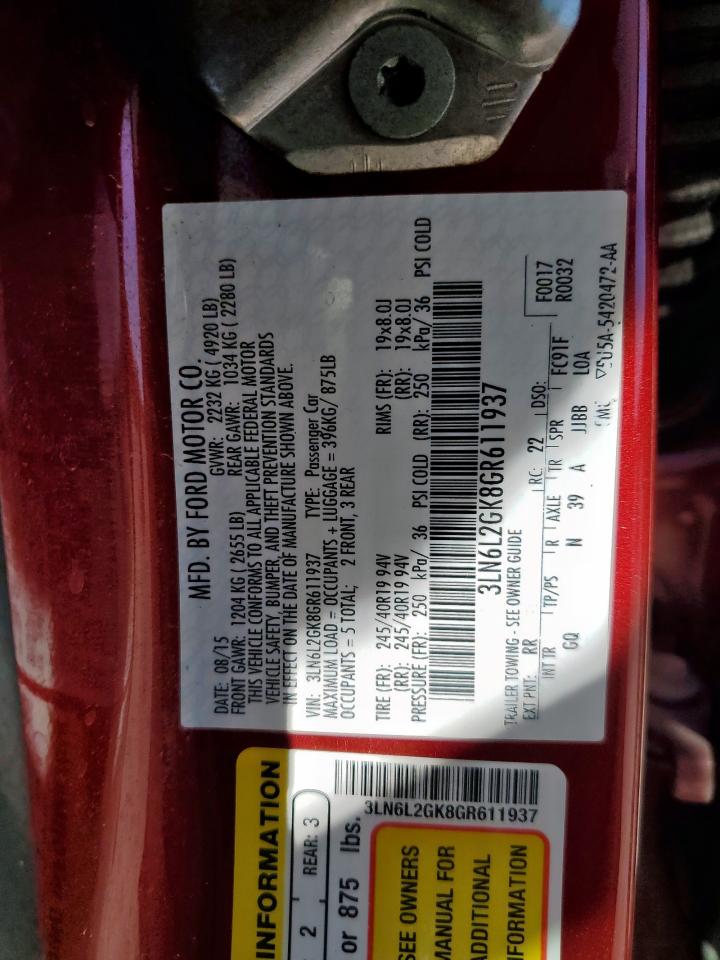 MFD. BY FORD MOTOR CO.
DATE: 08/15 GVWR: 2232 KG ( 4920 LB)
FRONT GAWR: 1204 KG ( 2655 LB) REAR GAWR: 1034 KG ( 2280 LB)
THIS VEHICLE CONFORMS TO ALL APPLICABLE FEDERAL MOTOR
VEHICLE SAFETY, BUMPER, AND THEFT PREVENTION STANDARDS
IN EFFECT ON THE DATE OF MANUFACTURE SHOWN ABOVE.
VIN: 3LN6L2GK8GR611937 TYPE: Passenger Car
MAXIMUM LOAD = OCCUPANTS + LUGGAGE = 396KG/ 875LB
OCCUPANTS = 5 TOTAL: 2 FRONT, 3 REAR
TIRE (FR): 245/40R19 94V RIMS (FR): 19x8.0J
(RR): 245/40R19 94V (RR): 19x8.0J
PRESSURE (FR): 250 kPa/ 36 PSI COLD (RR): 250 kPa/ 36 PSI COLD
3LN6L2GK8GR611937
TRAILER TOWING - SEE OWNER GUIDE
EXT PNT: RR RC: 22 DSO: F0017
R0032
INT TR TP/PS R AXLE TR SPR FC91F
GQ N 39 A JJBB L0A
5U5A-5420472-AA
INFORMATION
2 REAR: 3
or 875 lbs.
3LN6L2GK8GR611937
SEE OWNERS
MANUAL FOR
ADDITIONAL
INFORMATION